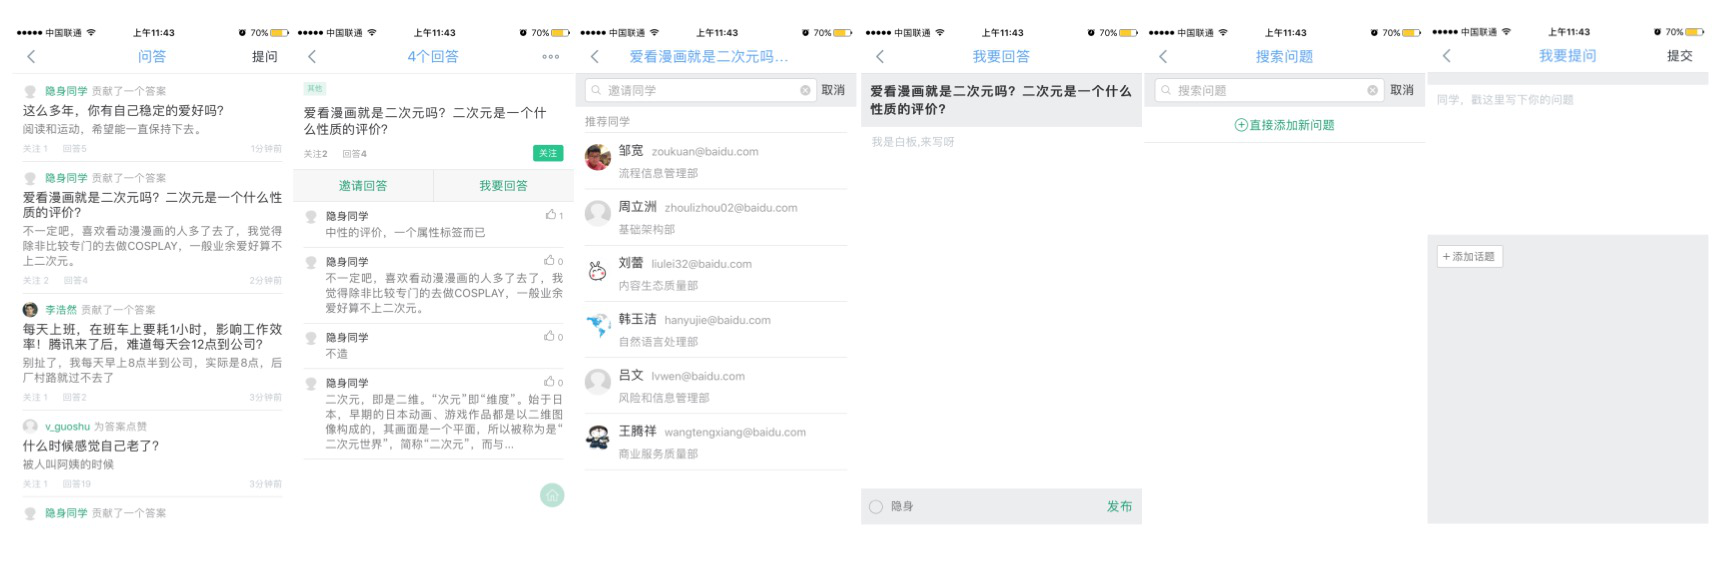 中国联通 上午11:43 70%
问答 提问
隐身同学 贡献了一个答案
这么多年，你有自己稳定的爱好吗?
阅读和运动，希望能一直保持下去。
关注 1 回答5 1分钟前
隐身同学 贡献了一个答案
爱看漫画就是二次元吗？二次元是一个什么性
质的评价?
不一定吧，喜欢看动漫漫画的人多了去了，我觉得
除非比较专门的去做COSPLAY，一般业余爱好算不
上二次元。
关注 2 回答4 2分钟前
李浩然 贡献了一个答案
每天上班，在班车上要耗1小时，影响工作效
率！腾讯来了后，难道每天会12点到公司?
别扯了，我每天早上8点半到公司，实际是8点，后
厂村路就过不去了
关注 1 回答2 3分钟前
v_guoshu 为答案点赞
什么时候感觉自己老了?
被人叫阿姨的时候
关注 1 回答19 3分钟前
隐身同学 贡献了一个答案
中国联通 上午11:43 70%
4个回答
其他
爱看漫画就是二次元吗？二次元是一个什
么性质的评价?
关注2 回答4 关注
邀请回答 我要回答
隐身同学 1
中性的评价，一个属性标签而已
隐身同学 0
不一定吧，喜欢看动漫漫画的人多了去了，我
觉得除非比较专门的去做COSPLAY，一般业余
爱好算不上二次元。
隐身同学 0
不造
隐身同学 0
二次元，即是二维。“次元”即“维度”。始于日
本，早期的日本动画、游戏作品都是以二维图
像构成的，其画面是一个平面，所以被称为是“
二次元世界”，简称“二次元”，而与...
中国联通 上午11:43 70%
爱看漫画就是二次元吗...
邀请同学 取消
推荐同学
邹宽 zoukuan@baidu.com
流程信息管理部
周立洲 zhoulizhou02@baidu.com
基础架构部
刘蕾 liulei32@baidu.com
内容生态质量部
韩玉洁 hanyujie@baidu.com
自然语言处理部
吕文 lvwen@baidu.com
风险和信息管理部
王腾祥 wangtengxiang@baidu.com
商业服务质量部
中国联通 上午11:43 70%
我要回答
爱看漫画就是二次元吗？二次元是一个什么
性质的评价?
我是白板,来写呀
隐身 发布
中国联通 上午11:43 70%
搜索问题
搜索问题 取消
直接添加新问题
中国联通 上午11:43 70%
我要提问 提交
同学，戳这里写下你的问题
+ 添加话题